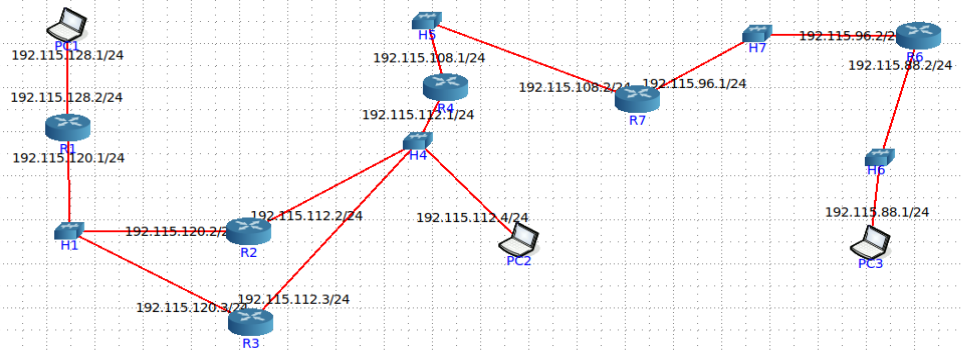 PC1
192.115.128.1/24
192.115.128.2/24
R1
192.115.120.1/24
H1
192.115.120.2/2
R2
192.115.112.2/24
192.115.120.3/24
R3
192.115.112.3/24
H5
192.115.108.1/24
R4
192.115.112.1/24
H4
192.115.112.4/24
PC2
192.115.108.2/24
R7
192.115.96.1/24
H7
192.115.96.2/2
R6
192.115.88.2/24
H6
192.115.88.1/24
PC3